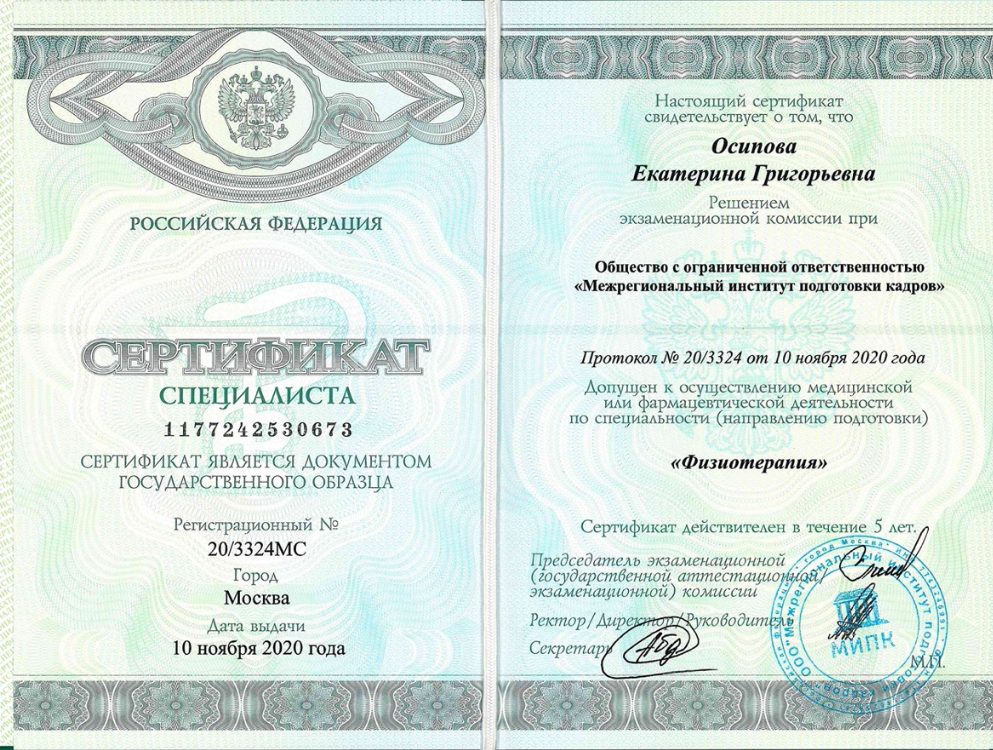 РОССИЙСКАЯ ФЕДЕРАЦИЯ
СЕРТИФИКАТ
СПЕЦИАЛИСТА
1177242530673
СЕРТИФИКАТ ЯВЛЯЕТСЯ ДОКУМЕНТОМ
ГОСУДАРСТВЕННОГО ОБРАЗЦА
Регистрационный №
20/3324МС
Город
Москва
Дата выдачи
10 ноября 2020 года
Настоящий сертификат
свидетельствует о том, что
Осипова
Екатерина Григорьевна
Решением
экзаменационной комиссии при
Общество с ограниченной ответственностью
«Межрегиональный институт подготовки кадров»
Протокол № 20/3324 от 10 ноября 2020 года
Допущен к осуществлению медицинской
или фармацевтической деятельности
по специальности (направлению подготовки)
«Физиотерапия»
Сертификат действителен в течение 5 лет.
Председатель экзаменационной
(государственной аттестационной/
экзаменационной) комиссии
Ректор/Директор/Руководитель
Секретарь
М.П.
ООО "Межрегиональный институт подготовки кадров"
МИПК